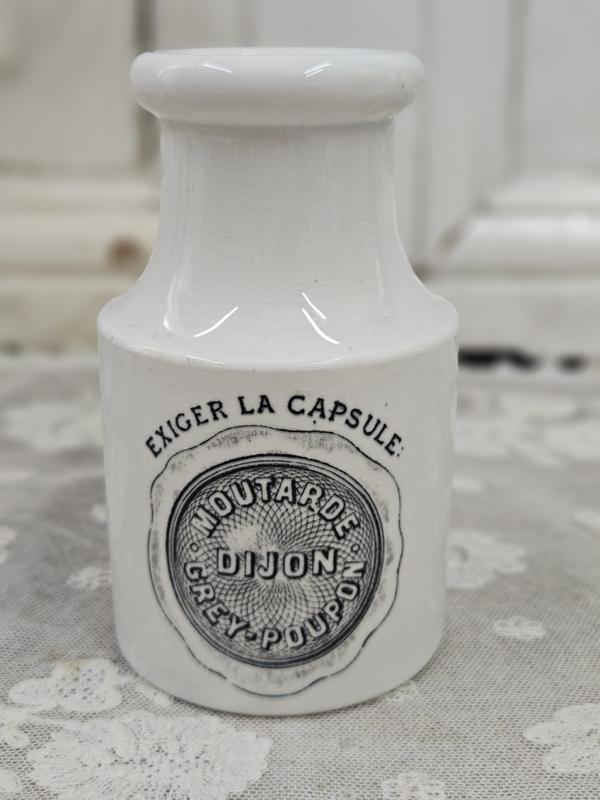 EXIGER LA CAPSULE:
MOUTARDE
DIJON
GREY-POUPON